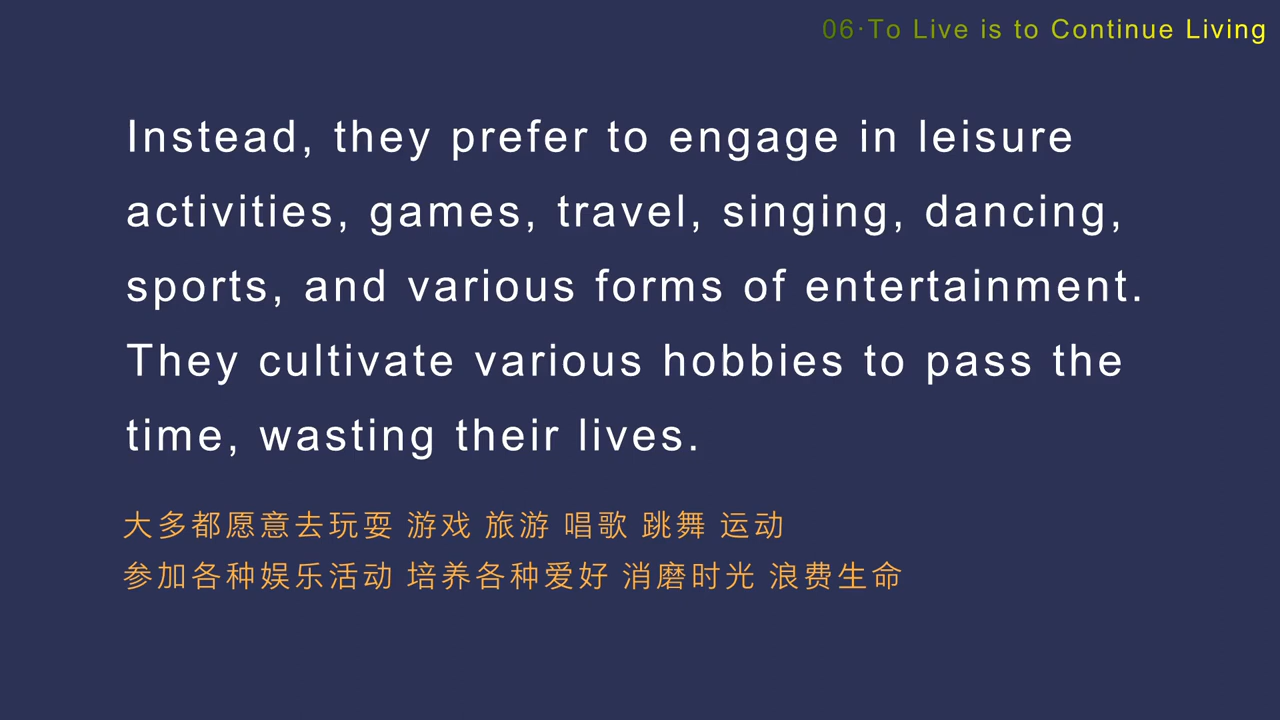 06·To Live is to Continue Living
Instead, they prefer to engage in leisure
activities, games, travel, singing, dancing,
sports, and various forms of entertainment.
They cultivate various hobbies to pass the
time, wasting their lives.
大多都愿意去玩耍 游戏 旅游 唱歌 跳舞 运动
参加各种娱乐活动 培养各种爱好 消磨时光 浪费生命